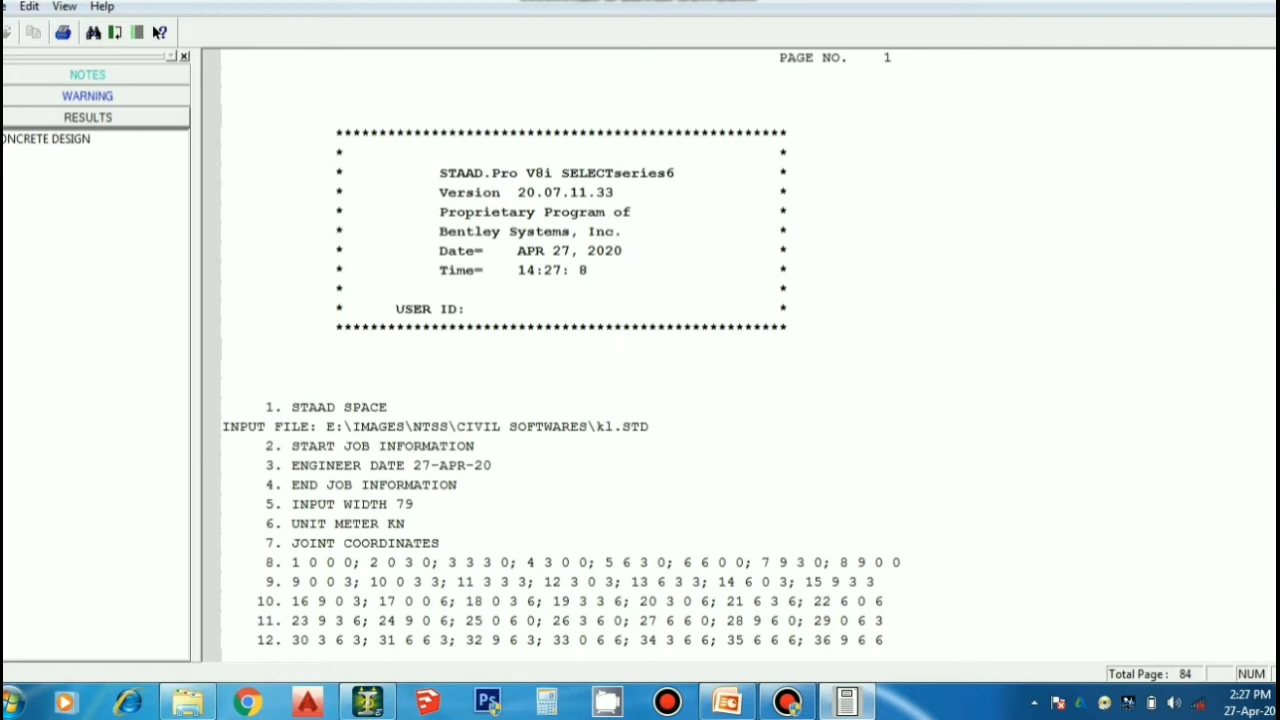 Edit View Help
NOTES
WARNING
RESULTS
ONCRETE DESIGN
PAGE NO. 1
****************************************************
* *
* STAAD.Pro V8i SELECTseries6 *
* Version 20.07.11.33 *
* Proprietary Program of *
* Bentley Systems, Inc. *
* Date= APR 27, 2020 *
* Time= 14:27: 8 *
* *
* USER ID: *
****************************************************
1. STAAD SPACE
INPUT FILE: E:\IMAGES\NTSS\CIVIL SOFTWARES\kl.STD
2. START JOB INFORMATION
3. ENGINEER DATE 27-APR-20
4. END JOB INFORMATION
5. INPUT WIDTH 79
6. UNIT METER KN
7. JOINT COORDINATES
8. 1 0 0 0; 2 0 3 0; 3 3 3 0; 4 3 0 0; 5 6 3 0; 6 6 0 0; 7 9 3 0; 8 9 0 0
9. 9 0 0 3; 10 0 3 3; 11 3 3 3; 12 3 0 3; 13 6 3 3; 14 6 0 3; 15 9 3 3
10. 16 9 0 3; 17 0 0 6; 18 0 3 6; 19 3 3 6; 20 3 0 6; 21 6 3 6; 22 6 0 6
11. 23 9 3 6; 24 9 0 6; 25 0 6 0; 26 3 6 0; 27 6 6 0; 28 9 6 0; 29 0 6 3
12. 30 3 6 3; 31 6 6 3; 32 9 6 3; 33 0 6 6; 34 3 6 6; 35 6 6 6; 36 9 6 6
Total Page: 84 NUM
Ps
2:27 PM
27-Apr-20